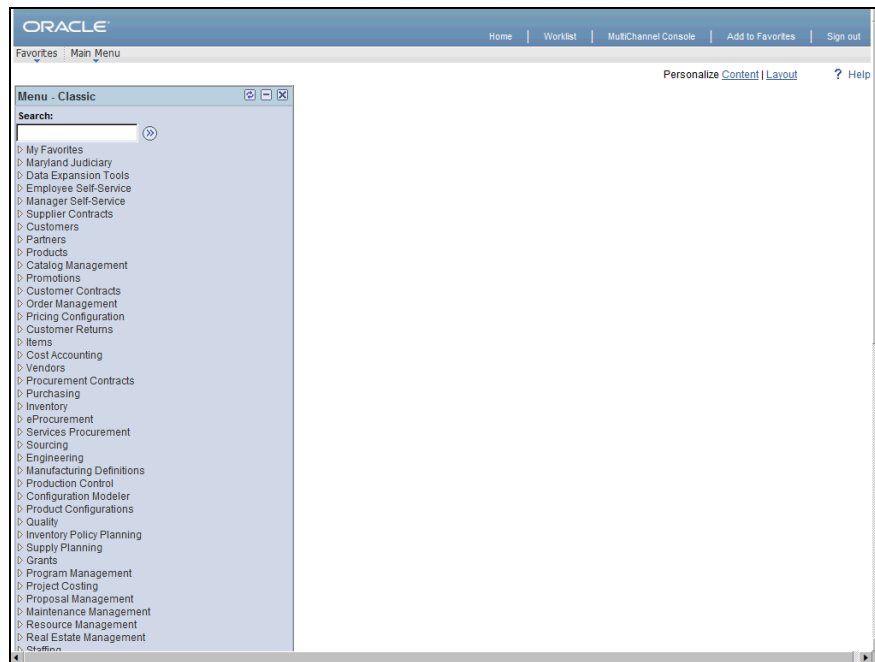 ORACLE
Home | Worklist | MultiChannel Console | Add to Favorites | Sign out
Favorites Main Menu
Personalize Content | Layout ? Help
Menu - Classic
Search:
My Favorites
Maryland Judiciary
Data Expansion Tools
Employee Self-Service
Manager Self-Service
Supplier Contracts
Customers
Partners
Products
Catalog Management
Promotions
Customer Contracts
Order Management
Pricing Configuration
Customer Returns
Items
Cost Accounting
Vendors
Procurement Contracts
Purchasing
Inventory
eProcurement
Services Procurement
Sourcing
Engineering
Manufacturing Definitions
Production Control
Configuration Modeler
Product Configurations
Quality
Inventory Policy Planning
Supply Planning
Grants
Program Management
Project Costing
Proposal Management
Maintenance Management
Resource Management
Real Estate Management
Staffing